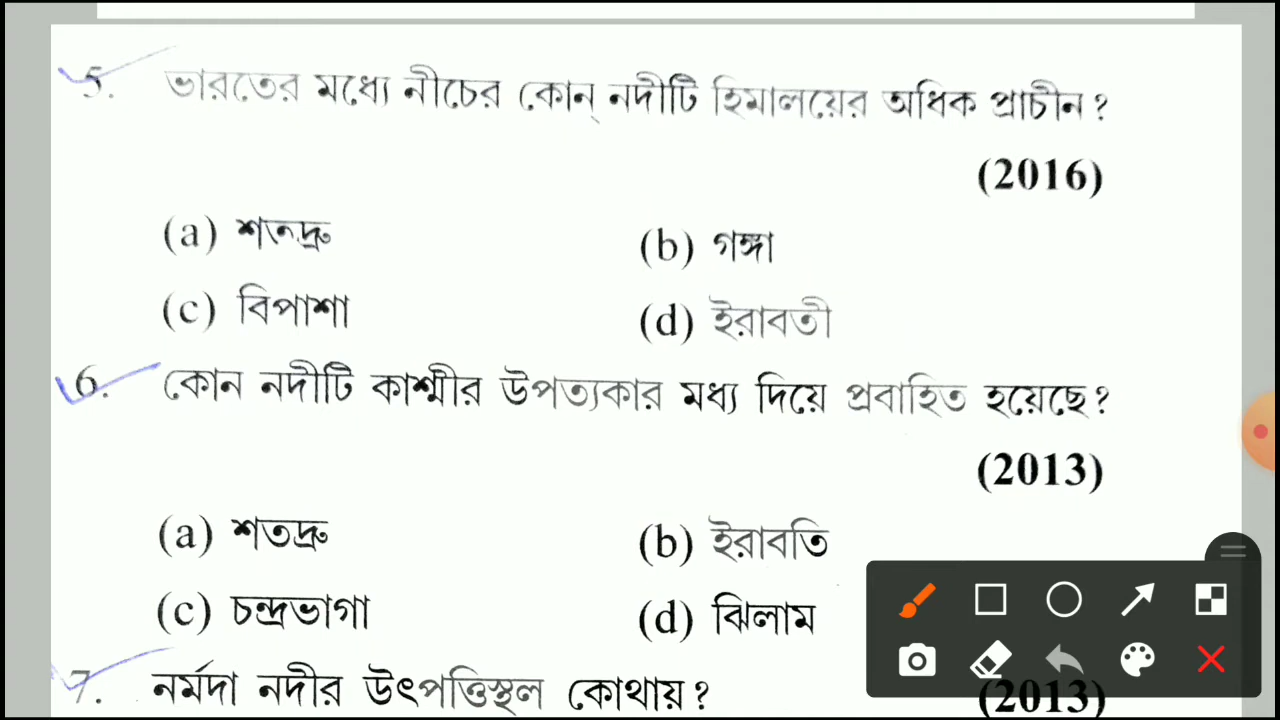 5. ভারতের মধ্যে নীচের কোন্ নদীটি হিমালয়ের অধিক প্রাচীন?
(2016)
(a) শতদ্রু (b) গঙ্গা
(c) বিপাশা (d) ইরাবতী
6. কোন নদীটি কাশ্মীর উপত্যকার মধ্য দিয়ে প্রবাহিত হয়েছে?
(2013)
(a) শতদ্রু (b) ইরাবতি
(c) চন্দ্রভাগা (d) ঝিলাম
7. নর্মদা নদীর উৎপত্তিস্থল কোথায়? (2013)